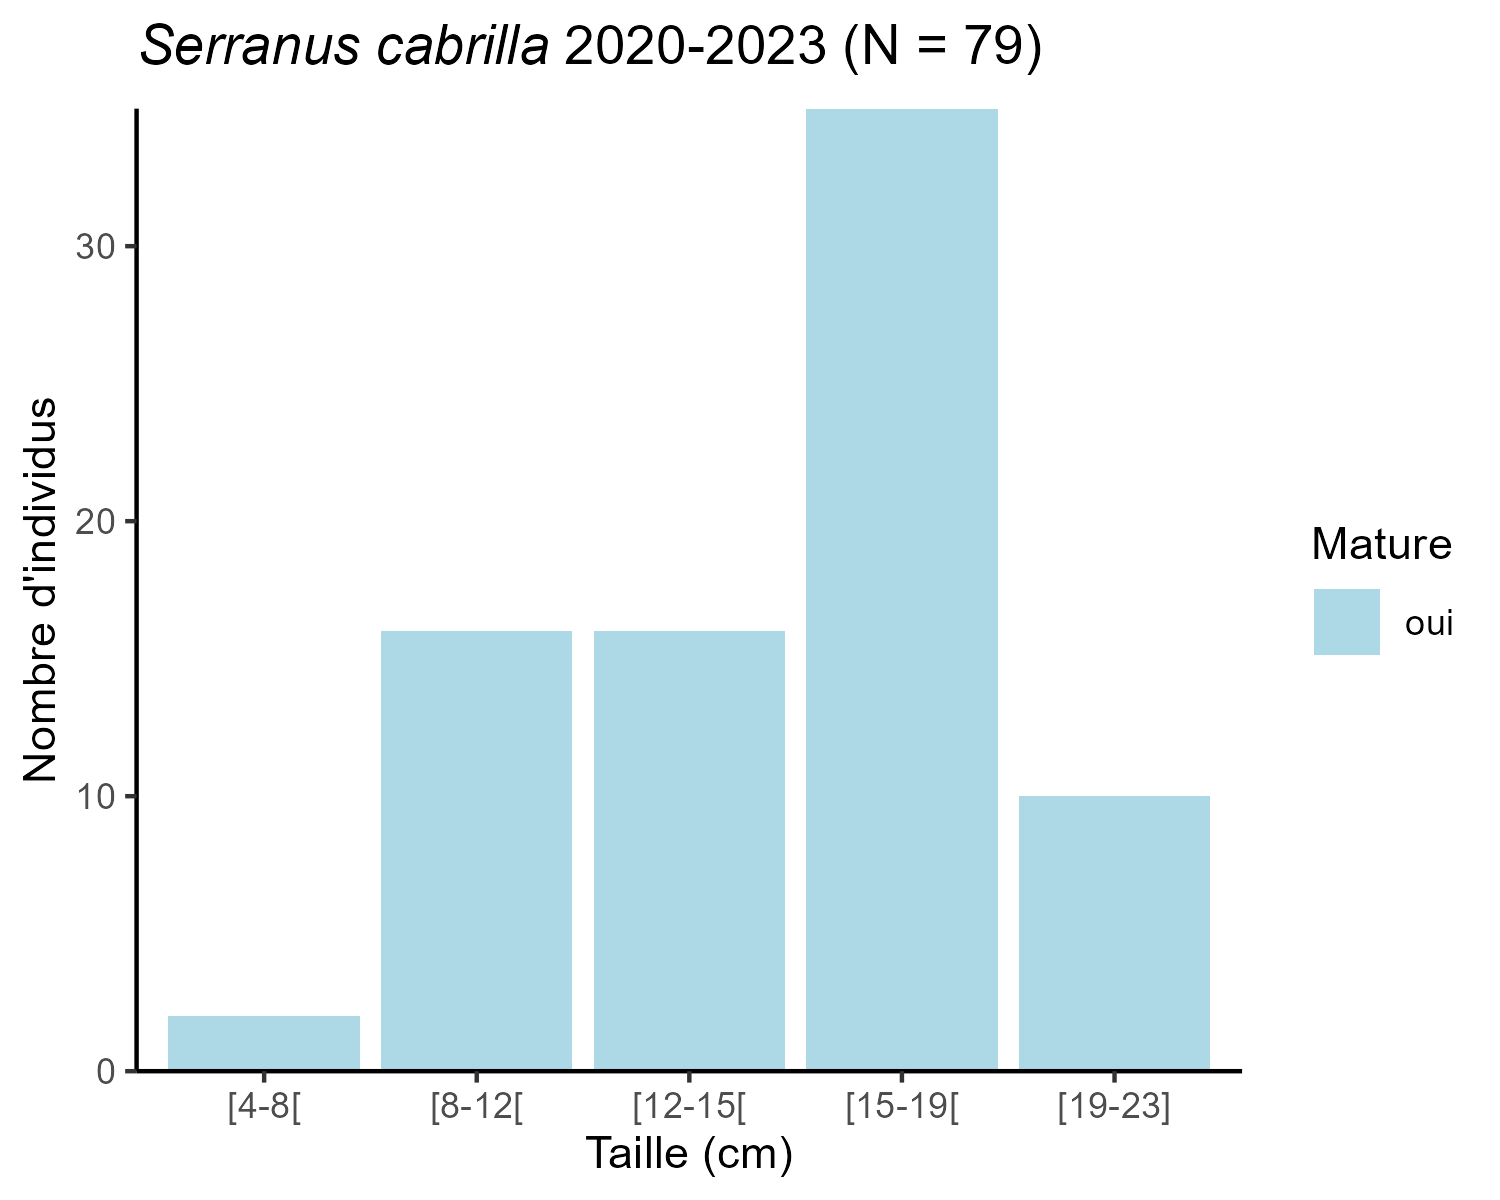 Serranus cabrilla 2020-2023 (N = 79)
Nombre d'individus
30
20
10
0
[4-8[
[8-12[
[12-15[
[15-19[
[19-23]
Taille (cm)
Mature
oui